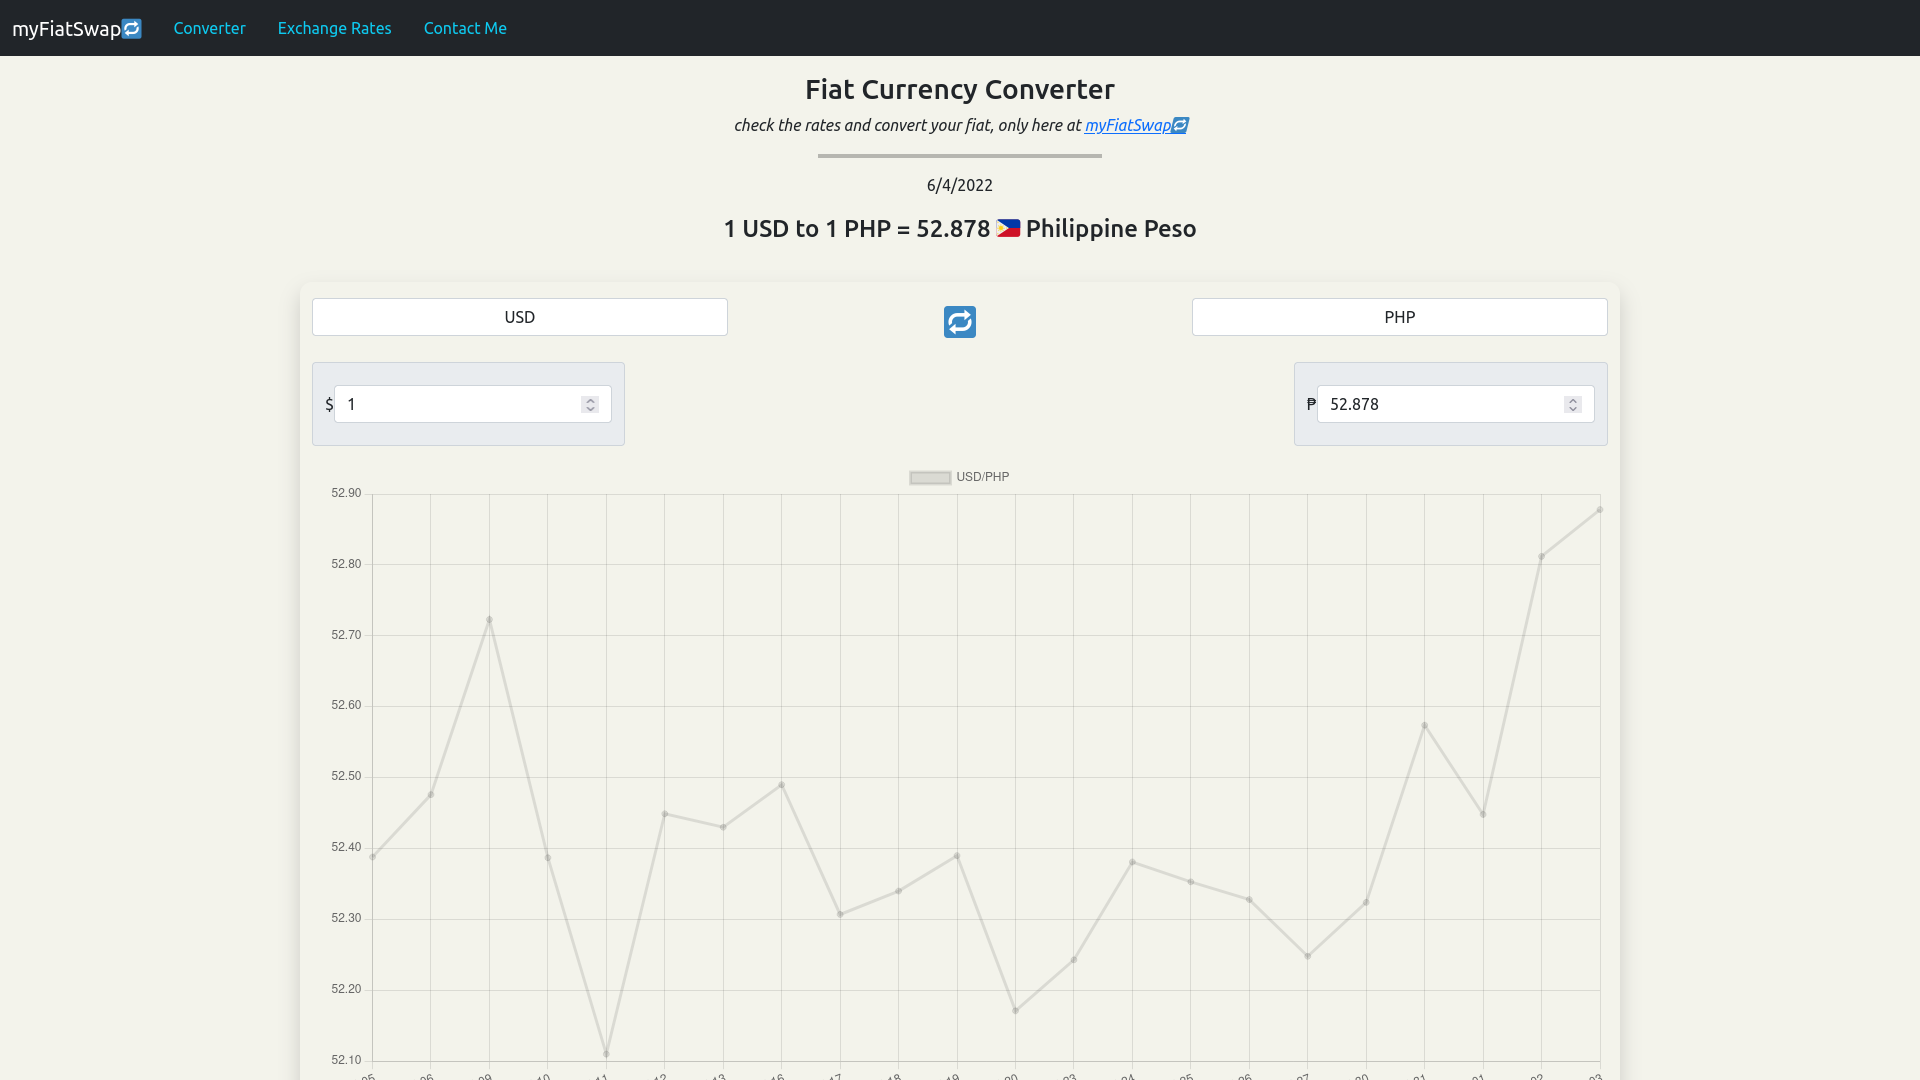 myFiatSwap🔁 Converter Exchange Rates Contact Me
Fiat Currency Converter
check the rates and convert your fiat, only here at myFiatSwap🔁
6/4/2022
1 USD to 1 PHP = 52.878 🇵🇭 Philippine Peso
USD 🔁 PHP
$ 1 ₱ 52.878
USD/PHP
52.90
52.80
52.70
52.60
52.50
52.40
52.30
52.20
52.10